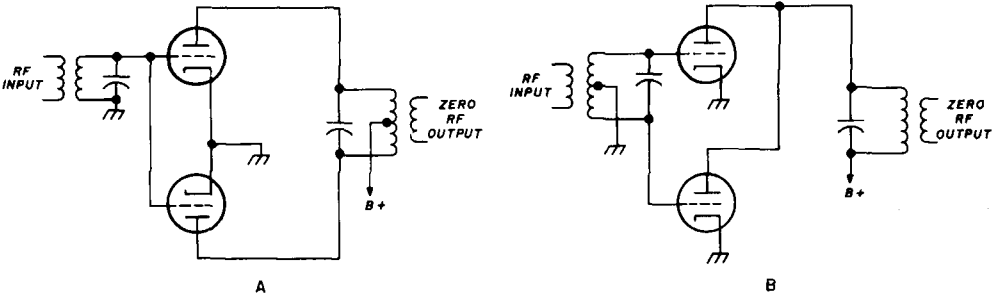 RF
INPUT
ZERO
RF
OUTPUT
B+
A
RF
INPUT
ZERO
RF
OUTPUT
B+
B